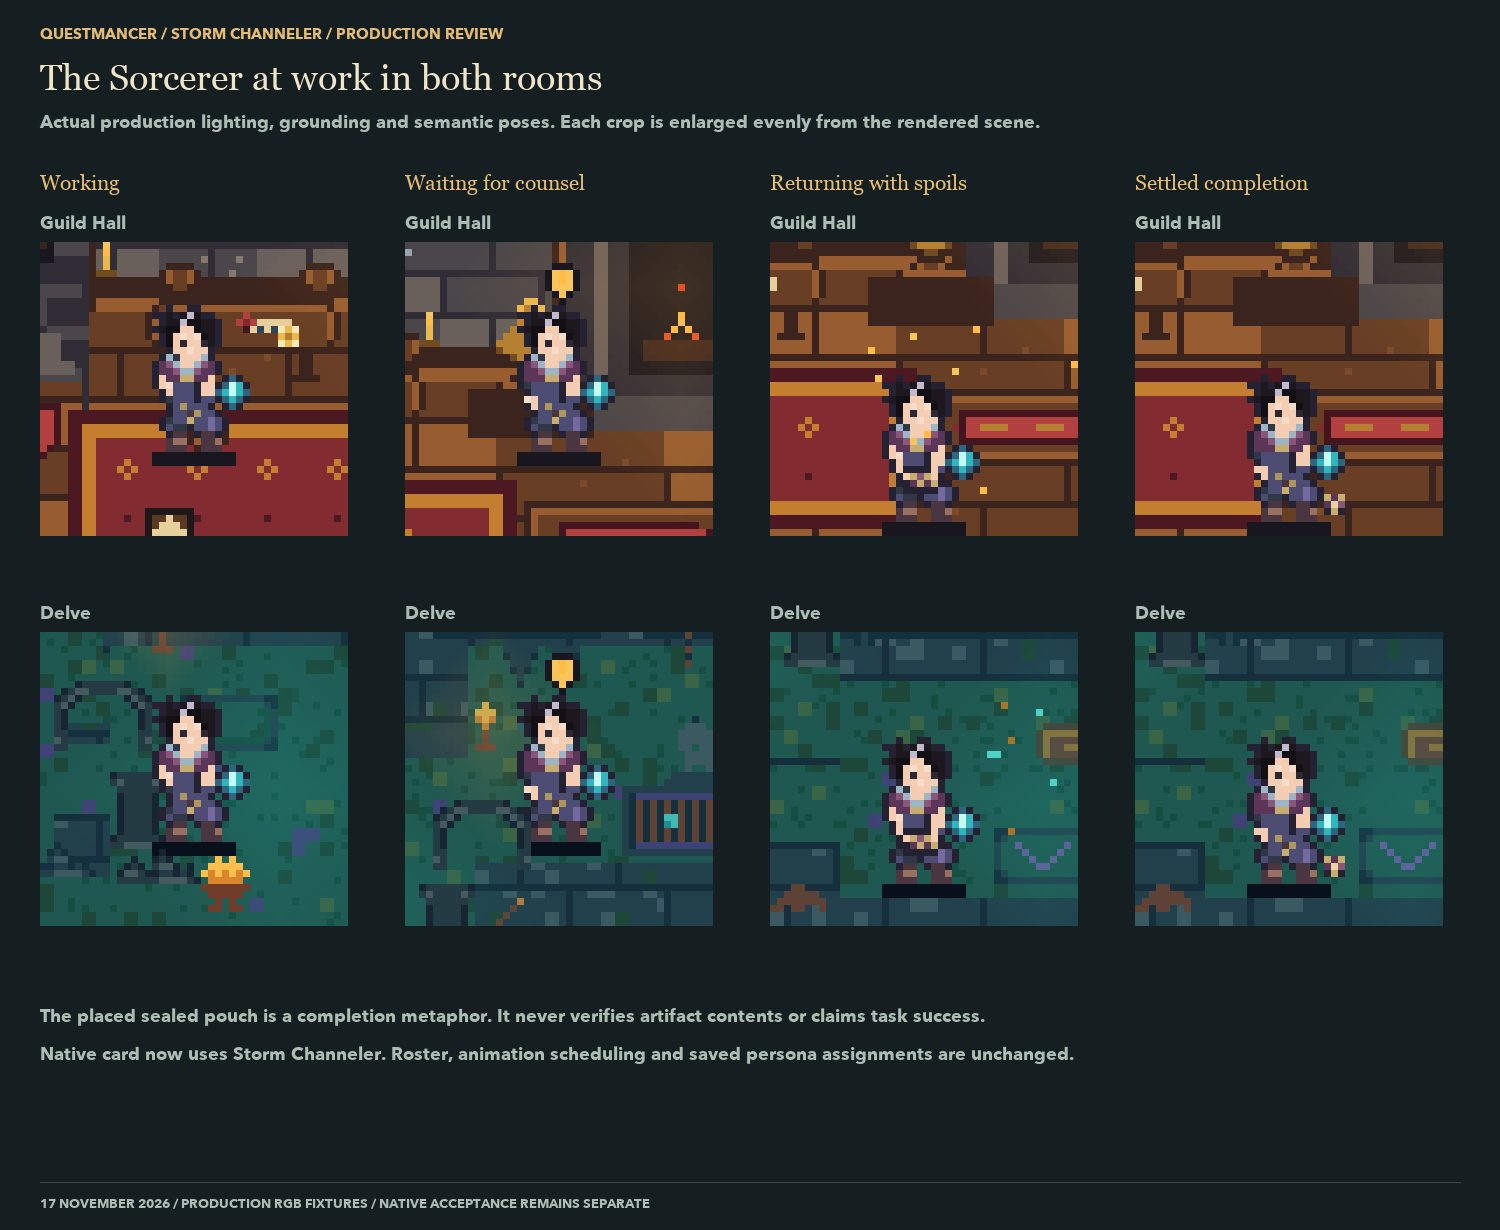 QUESTMANCER / STORM CHANNELER / PRODUCTION REVIEW
The Sorcerer at work in both rooms
Actual production lighting, grounding and semantic poses. Each crop is enlarged evenly from the rendered scene.
Working
Waiting for counsel
Returning with spoils
Settled completion
Guild Hall
Guild Hall
Guild Hall
Guild Hall
Delve
Delve
Delve
Delve
The placed sealed pouch is a completion metaphor. It never verifies artifact contents or claims task success.
Native card now uses Storm Channeler. Roster, animation scheduling and saved persona assignments are unchanged.
17 NOVEMBER 2026 / PRODUCTION RGB FIXTURES / NATIVE ACCEPTANCE REMAINS SEPARATE